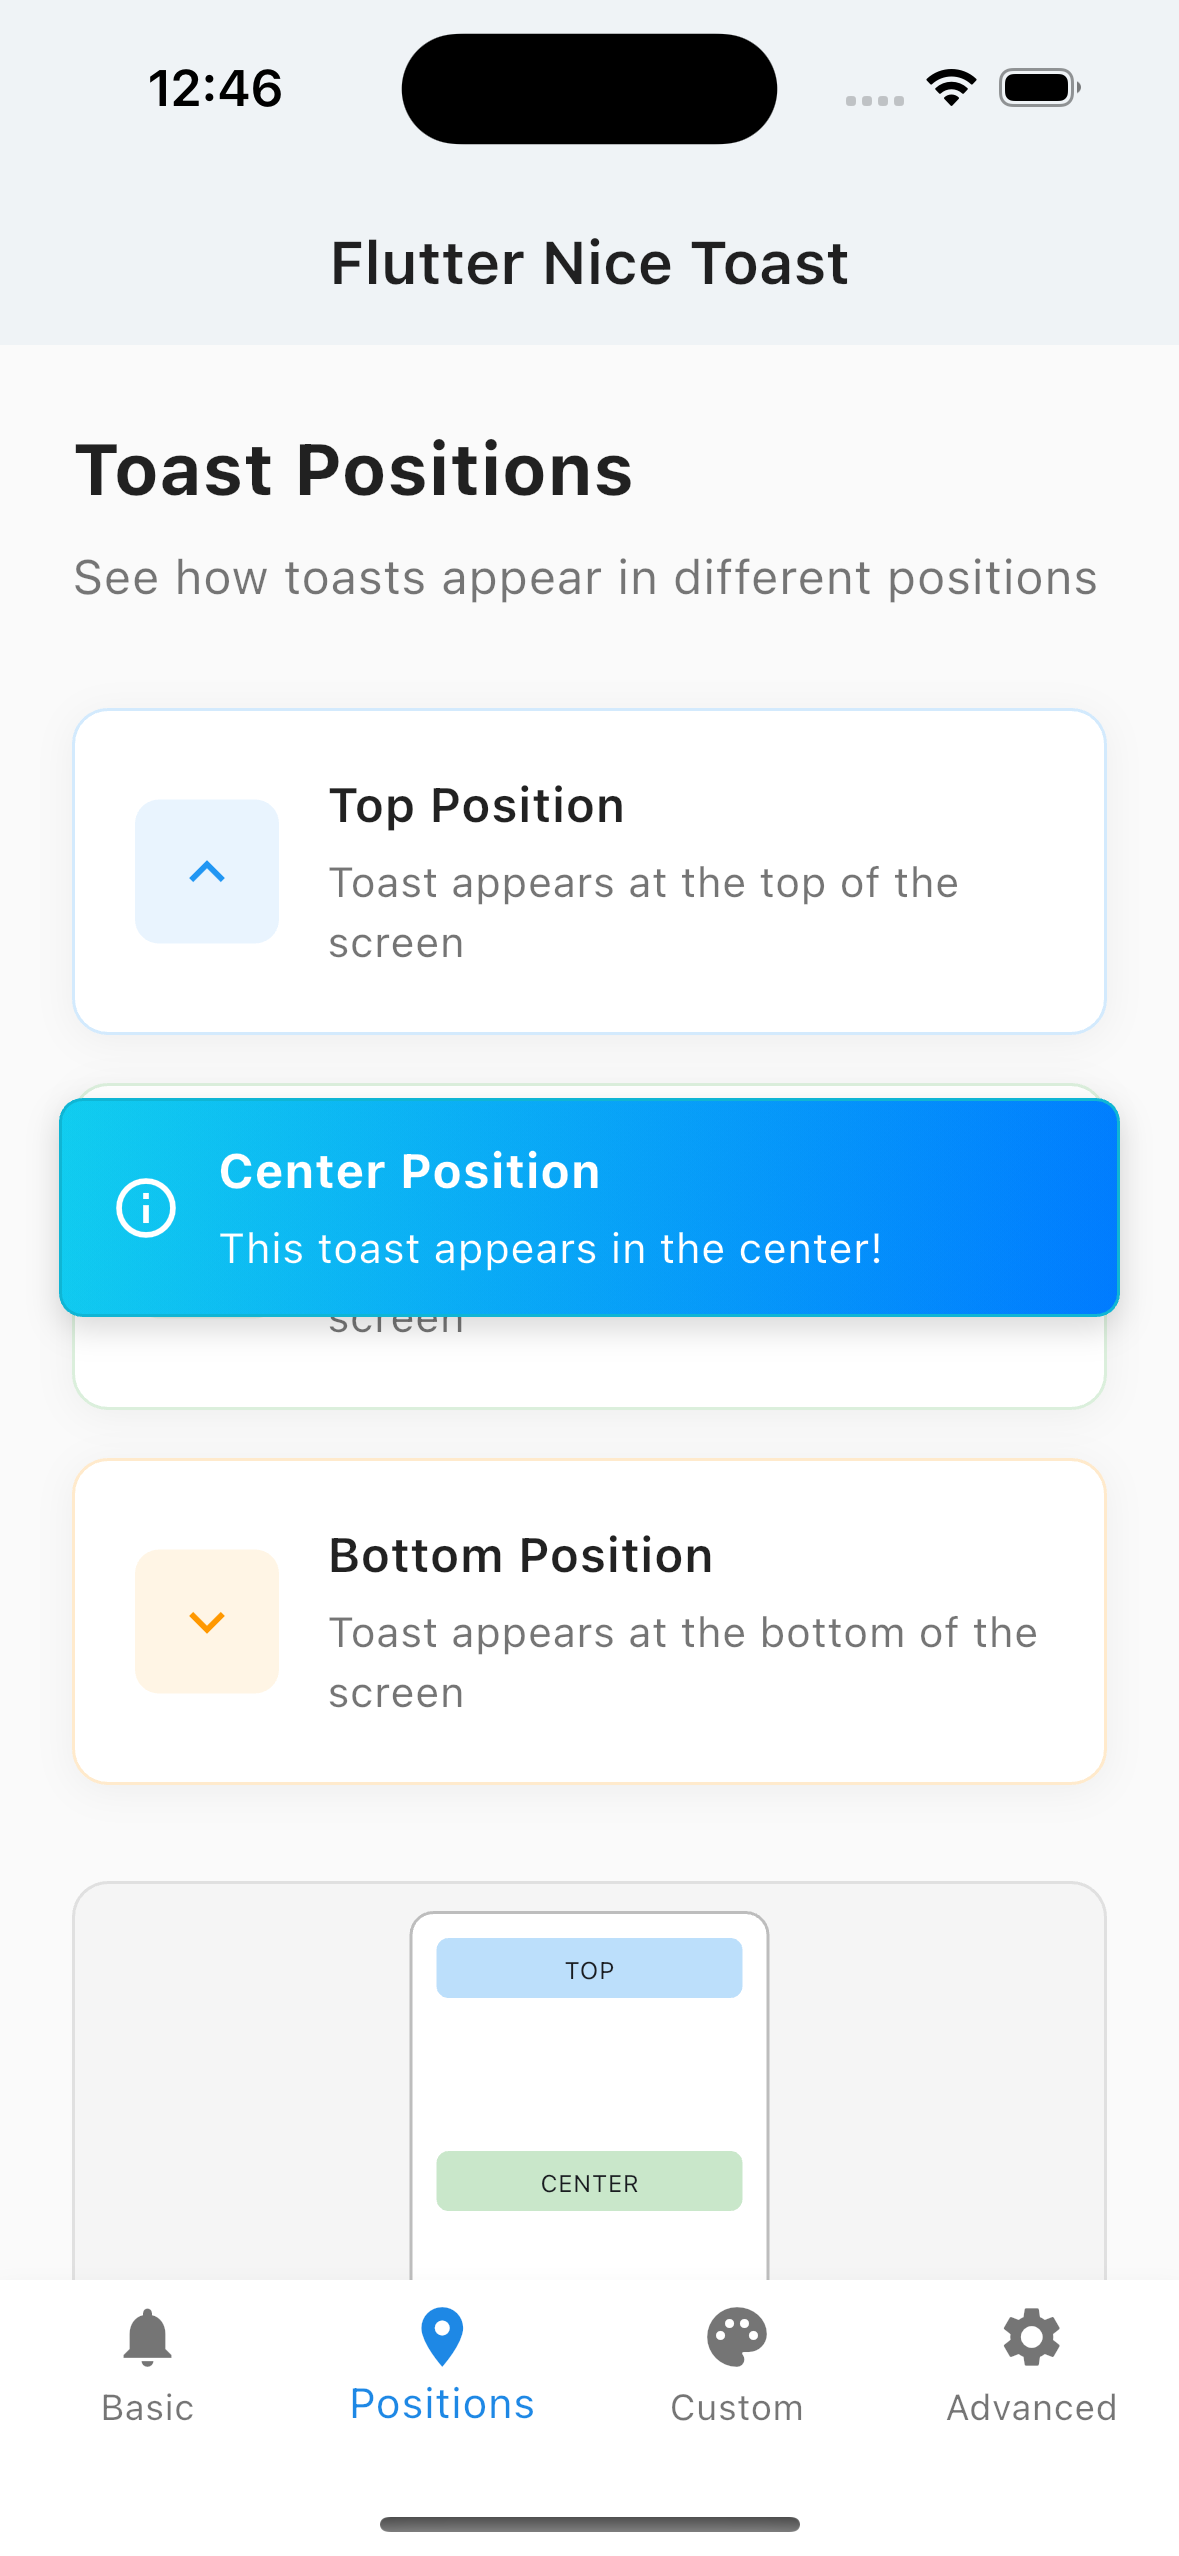 12:46
Flutter Nice Toast
Toast Positions
See how toasts appear in different positions
Top Position
Toast appears at the top of the
screen
Center Position
This toast appears in the center!
screen
Bottom Position
Toast appears at the bottom of the
screen
TOP
CENTER
Basic
Positions
Custom
Advanced